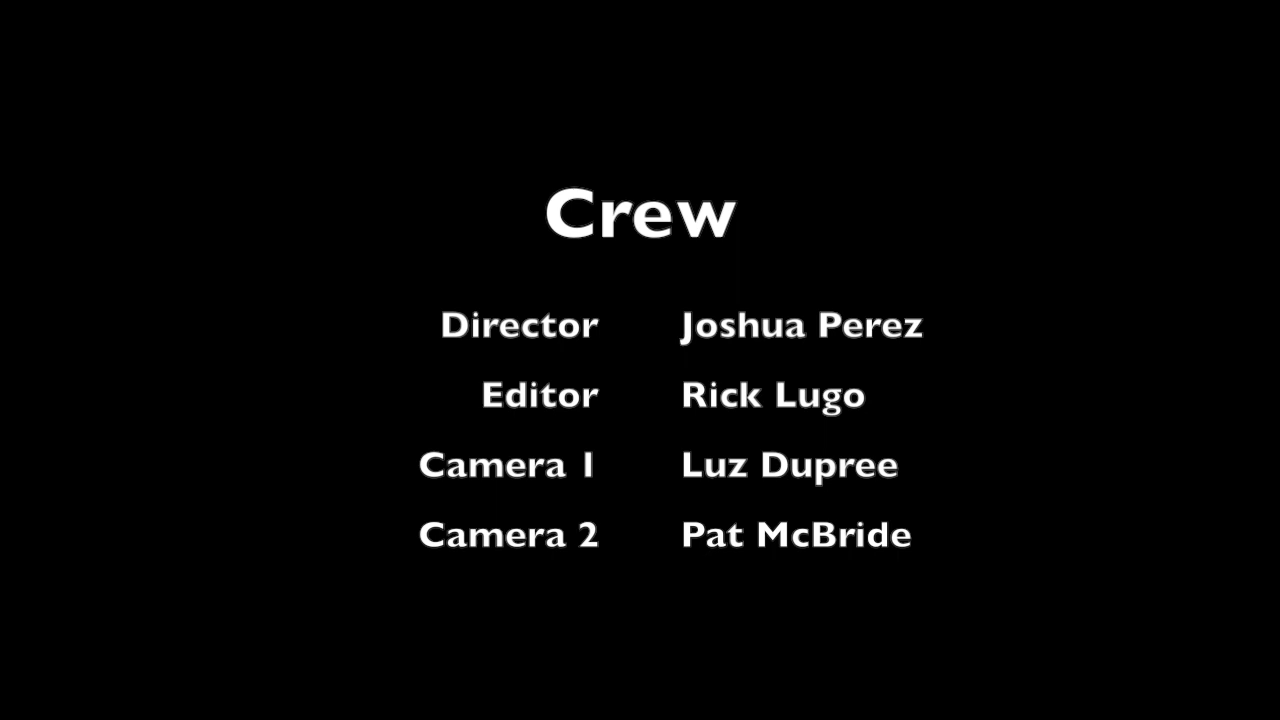 Crew
Director Joshua Perez
Editor Rick Lugo
Camera 1 Luz Dupree
Camera 2 Pat McBride